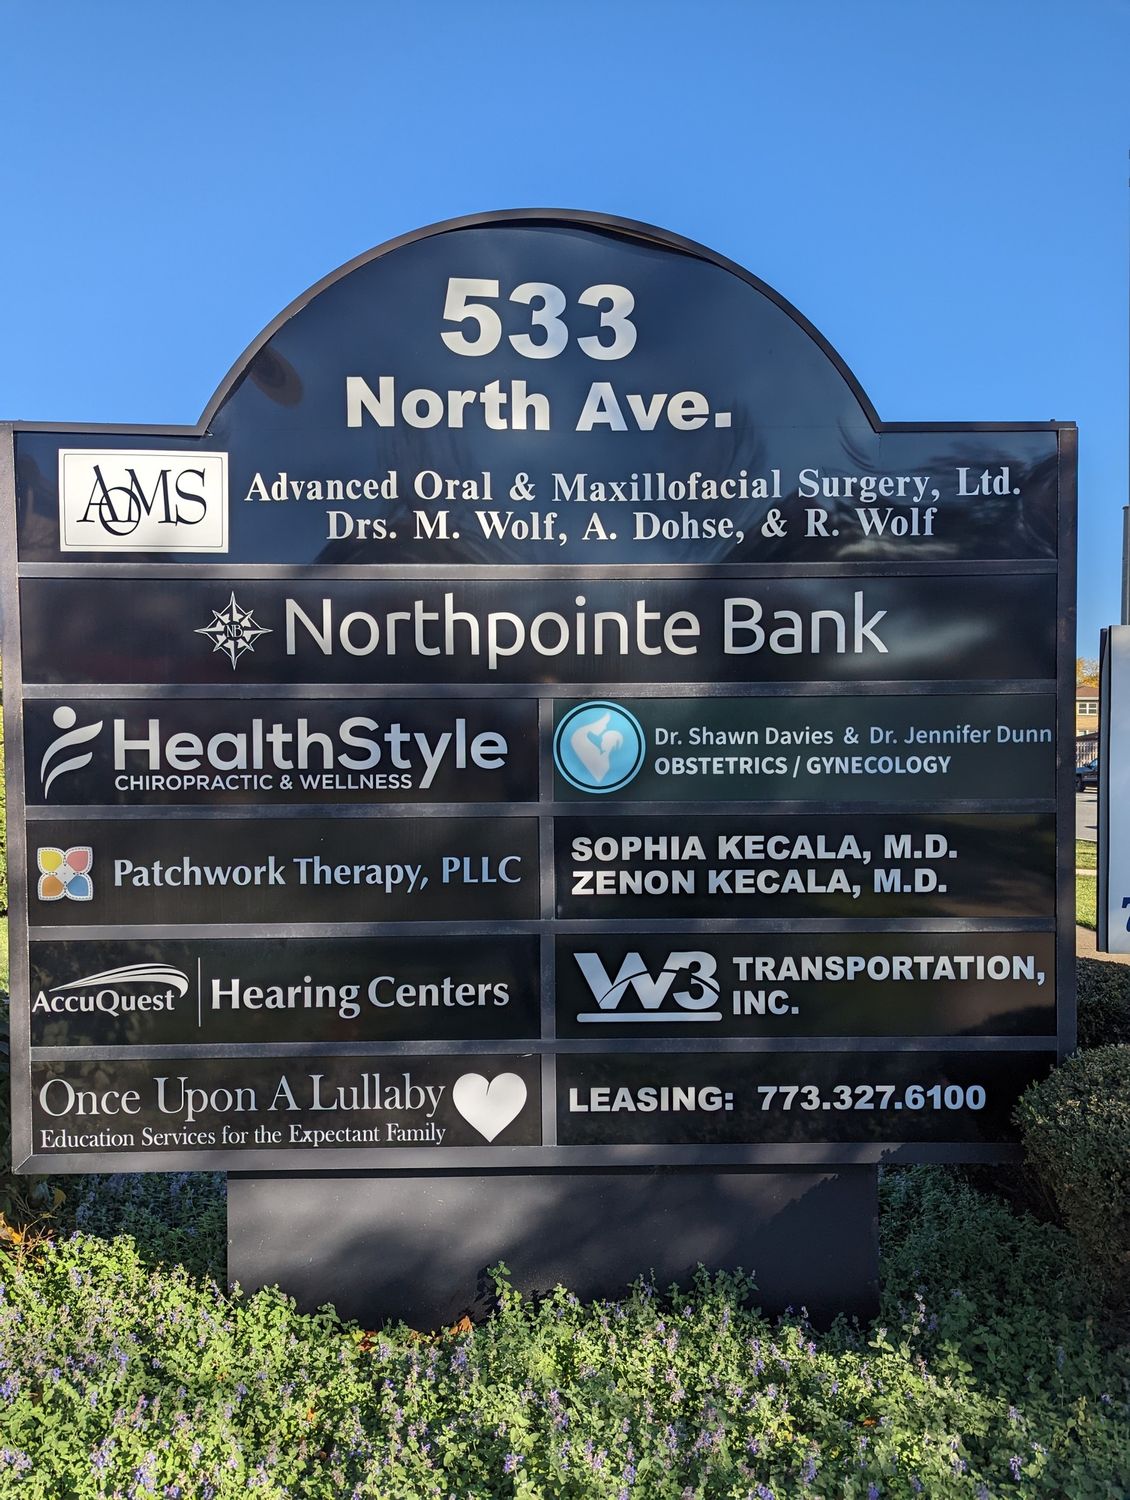 533
North Ave.
AOMS
Advanced Oral & Maxillofacial Surgery, Ltd.
Drs. M. Wolf, A. Dohse, & R. Wolf
NB
Northpointe Bank
HealthStyle
CHIROPRACTIC & WELLNESS
Dr. Shawn Davies & Dr. Jennifer Dunn
OBSTETRICS / GYNECOLOGY
Patchwork Therapy, PLLC
SOPHIA KECALA, M.D.
ZENON KECALA, M.D.
AccuQuest Hearing Centers
W3
TRANSPORTATION,
INC.
Once Upon A Lullaby
Education Services for the Expectant Family
LEASING: 773.327.6100